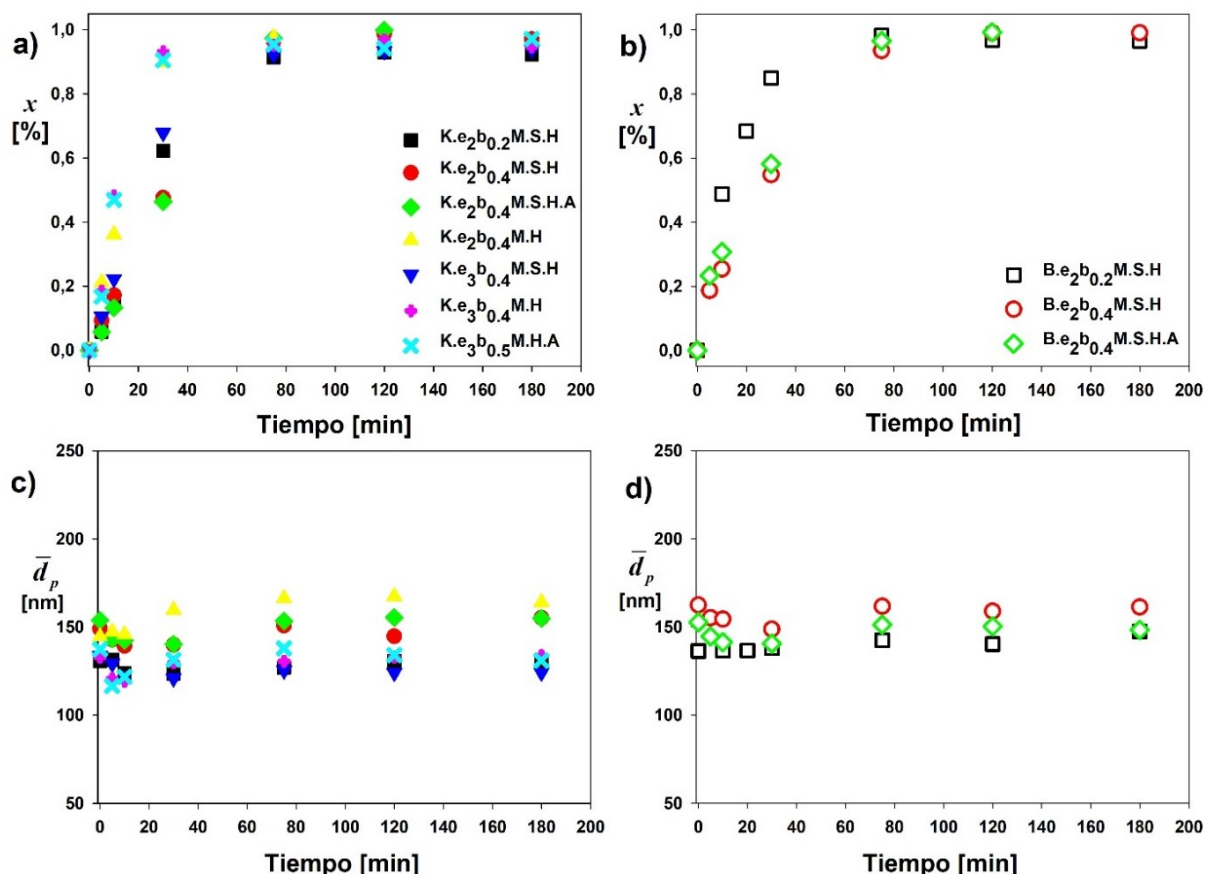 a)
x
[%]
1,0
0,8
0,6
0,4
0,2
0,0
K.e2b0.2M.S.H
K.e2b0.4M.S.H
K.e2b0.4M.S.H.A
K.e2b0.4M.H
K.e3b0.4M.S.H
K.e3b0.4M.H
K.e3b0.5M.H.A
0 20 40 60 80 100 120 140 160 180 200
Tiempo [min]
b)
x
[%]
1,0
0,8
0,6
0,4
0,2
0,0
B.e2b0.2M.S.H
B.e2b0.4M.S.H
B.e2b0.4M.S.H.A
0 20 40 60 80 100 120 140 160 180 200
Tiempo [min]
c)
d̅p
[nm]
250
200
150
100
50
0 20 40 60 80 100 120 140 160 180 200
Tiempo [min]
d)
d̅p
[nm]
250
200
150
100
50
0 20 40 60 80 100 120 140 160 180 200
Tiempo [min]